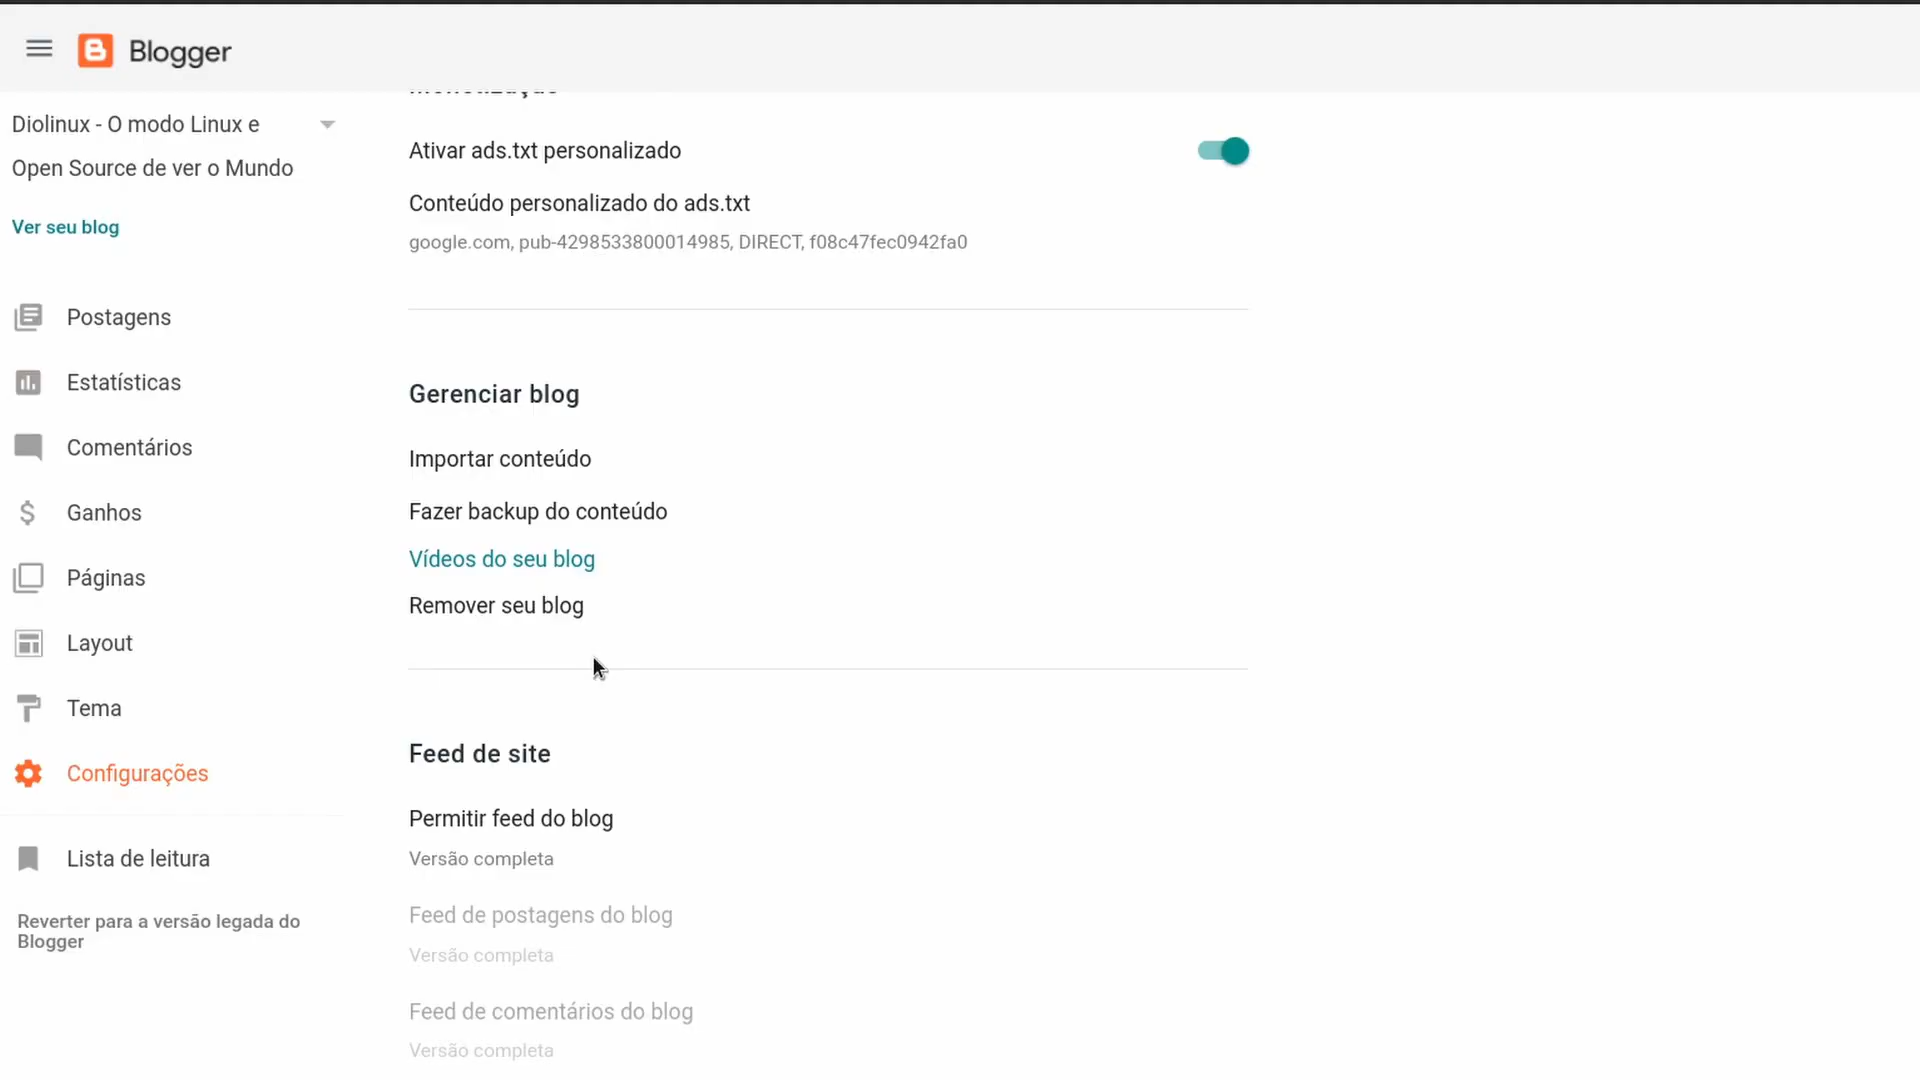 Blogger
Diolinux - O modo Linux e
Open Source de ver o Mundo
Ver seu blog
Postagens
Estatísticas
Comentários
Ganhos
Páginas
Layout
Tema
Configurações
Lista de leitura
Reverter para a versão legada do
Blogger
Monetização
Ativar ads.txt personalizado
Conteúdo personalizado do ads.txt
google.com, pub-4298533800014985, DIRECT, f08c47fec0942fa0
Gerenciar blog
Importar conteúdo
Fazer backup do conteúdo
Vídeos do seu blog
Remover seu blog
Feed de site
Permitir feed do blog
Versão completa
Feed de postagens do blog
Versão completa
Feed de comentários do blog
Versão completa